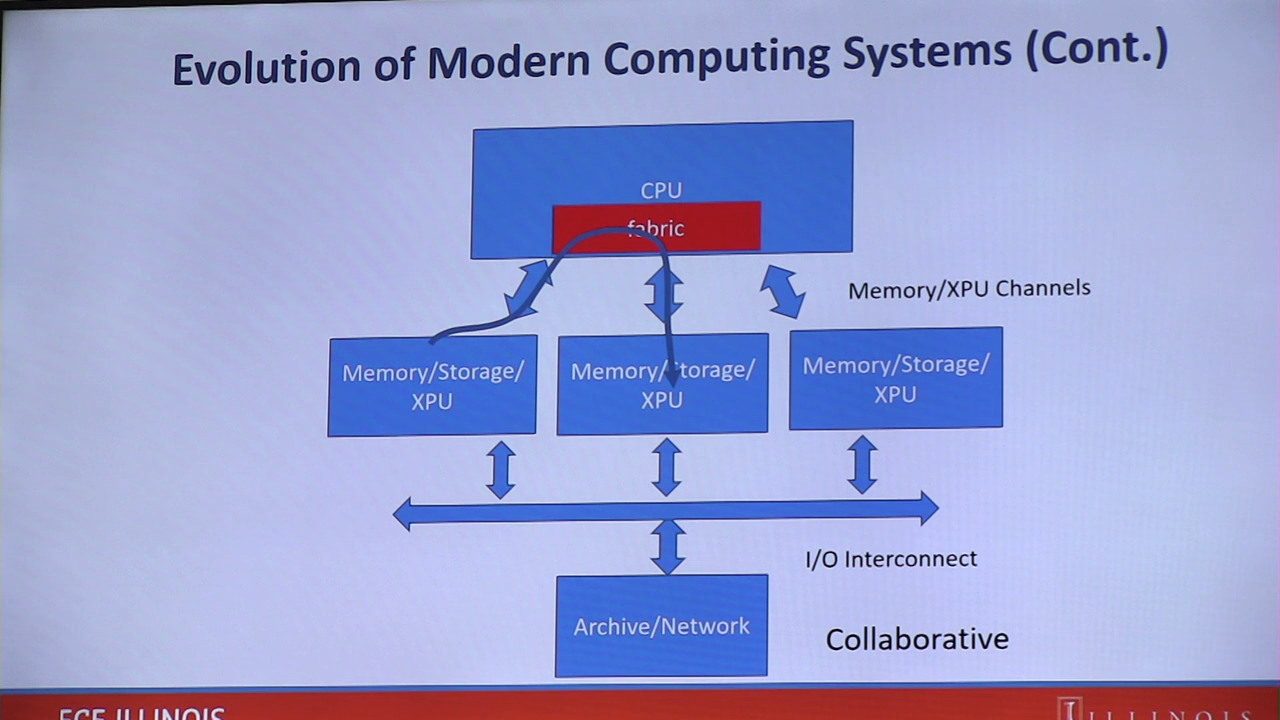 Evolution of Modern Computing Systems (Cont.)
CPU
fabric
Memory/XPU Channels
Memory/Storage/
XPU
Memory/Storage/
XPU
Memory/Storage/
XPU
I/O Interconnect
Archive/Network
Collaborative
ECE ILLINOIS
ILLINOIS